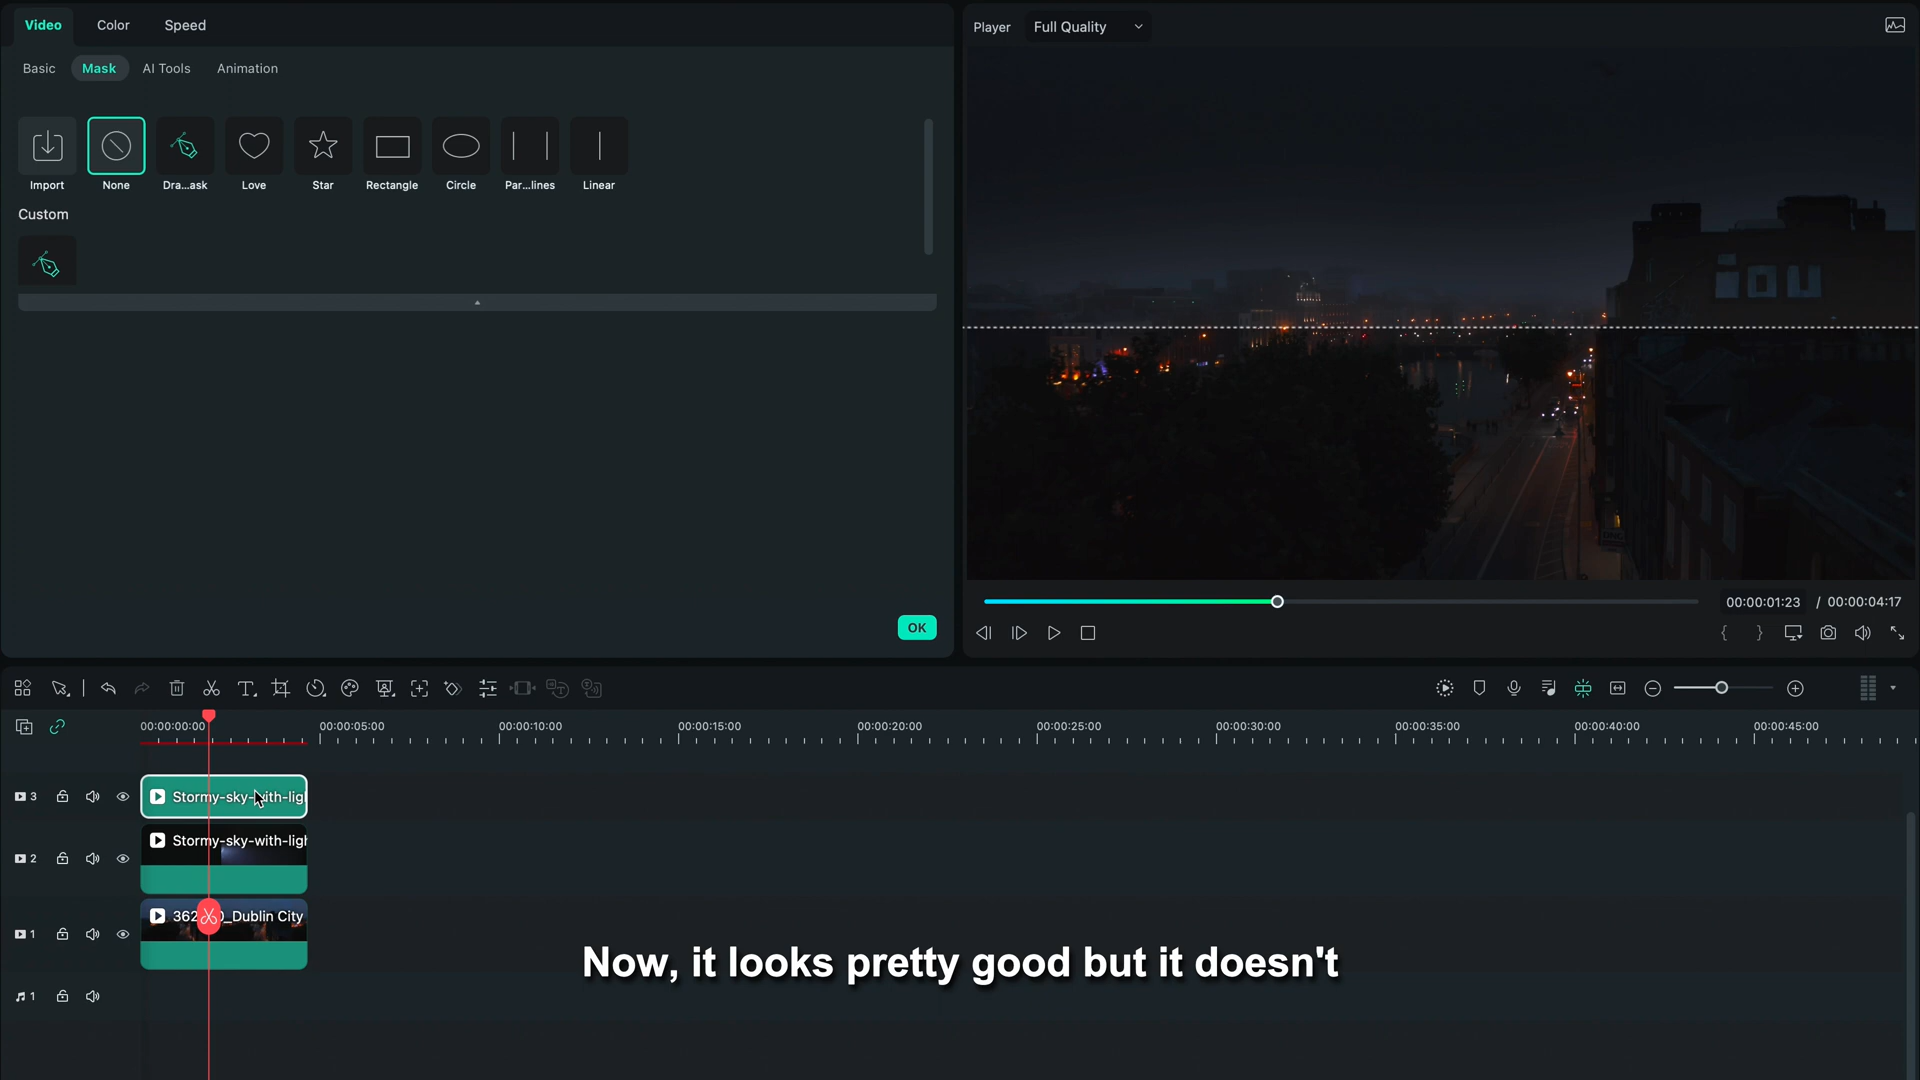 Video Color Speed
Player Full Quality
Basic Mask AI Tools Animation
Import None Dra...ask Love Star Rectangle Circle Par...lines Linear
Custom
OK
00:00:01:23 / 00:00:04:17
00:00:00:00 00:00:05:00 00:00:10:00 00:00:15:00 00:00:20:00 00:00:25:00 00:00:30:00 00:00:35:00 00:00:40:00 00:00:45:00
3 Stormy-sky-with-lig
2 Stormy-sky-with-ligh
1 362 0_Dublin City
Now, it looks pretty good but it doesn't
1